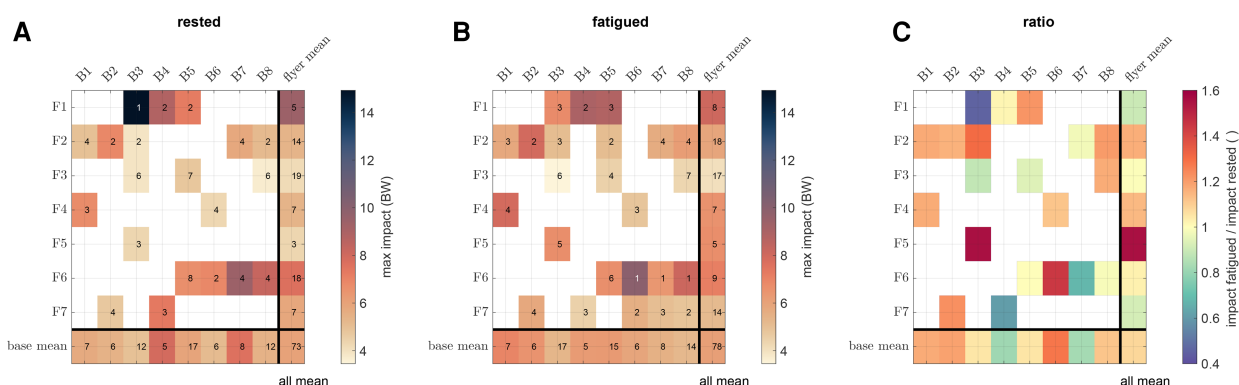 rested
fatigued
ratio
A
B
C
B1 B2 B3 B4 B5 B6 B7 B8 flyer mean
B1 B2 B3 B4 B5 B6 B7 B8 flyer mean
B1 B2 B3 B4 B5 B6 B7 B8 flyer mean
F1 1 2 2 5
F2 4 2 2 4 2 14
F3 6 7 6 19
F4 3 4 7
F5 3 3
F6 8 2 4 4 18
F7 4 3 7
base mean 7 6 12 5 17 6 8 12 73
all mean
14
12
10
8
6
4
max impact (BW)
F1 3 2 3 8
F2 3 2 3 2 4 4 18
F3 6 4 7 17
F4 4 3 7
F5 5 5
F6 6 1 1 1 9
F7 4 3 2 3 2 14
base mean 7 6 17 5 15 6 8 14 78
all mean
14
12
10
8
6
4
max impact (BW)
F1
F2
F3
F4
F5
F6
F7
base mean
all mean
1.6
1.4
1.2
1
0.8
0.6
0.4
impact fatigued / impact rested ( )